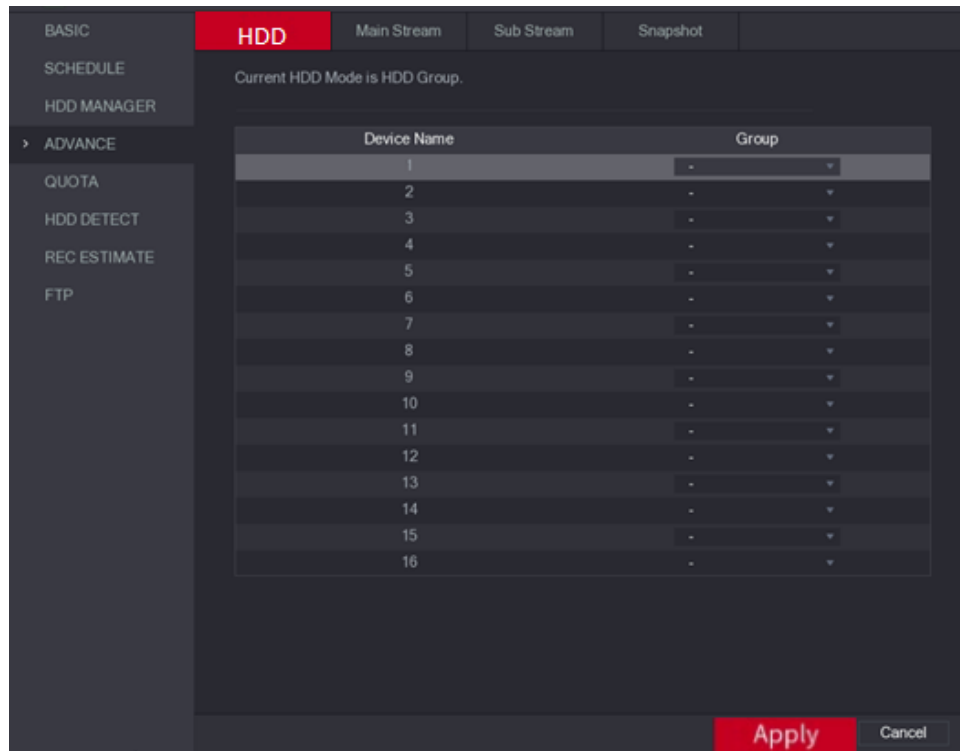 BASIC
SCHEDULE
HDD MANAGER
> ADVANCE
QUOTA
HDD DETECT
REC ESTIMATE
FTP
HDD Main Stream Sub Stream Snapshot
Current HDD Mode is HDD Group.
Device Name Group
1 -
2 -
3 -
4 -
5 -
6 -
7 -
8 -
9 -
10 -
11 -
12 -
13 -
14 -
15 -
16 -
Apply Cancel